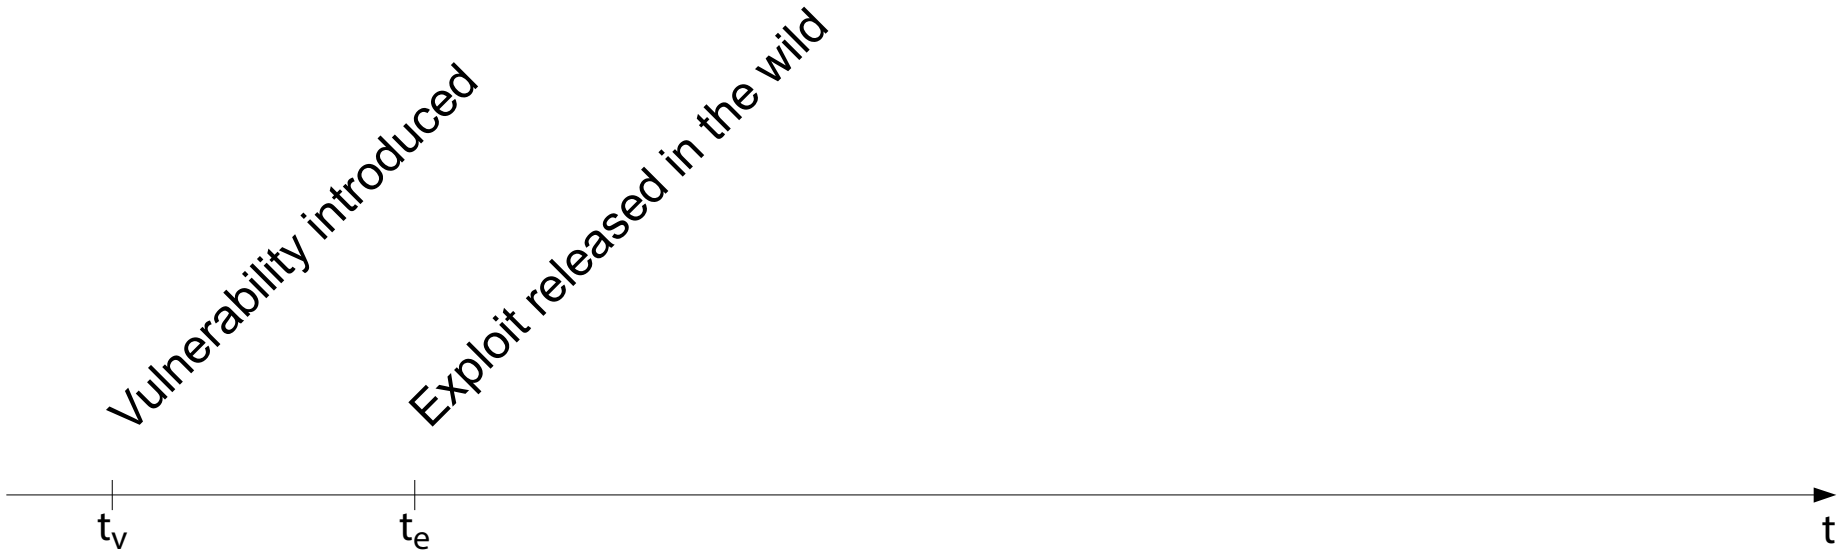 Vulnerability introduced
Exploit released in the wild
tv
te
t